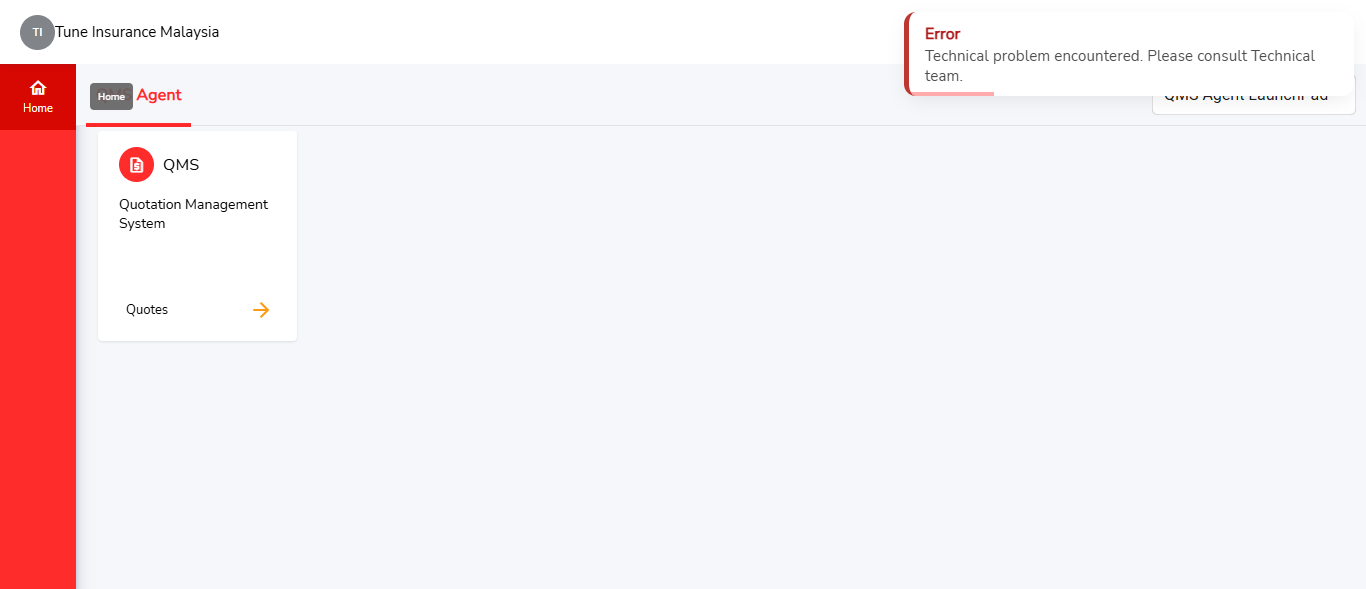 TI
Tune Insurance Malaysia
Error
Technical problem encountered. Please consult Technical
team.
Home
Home
Agent
QMS Agent LaunchPad
QMS
Quotation Management
System
Quotes